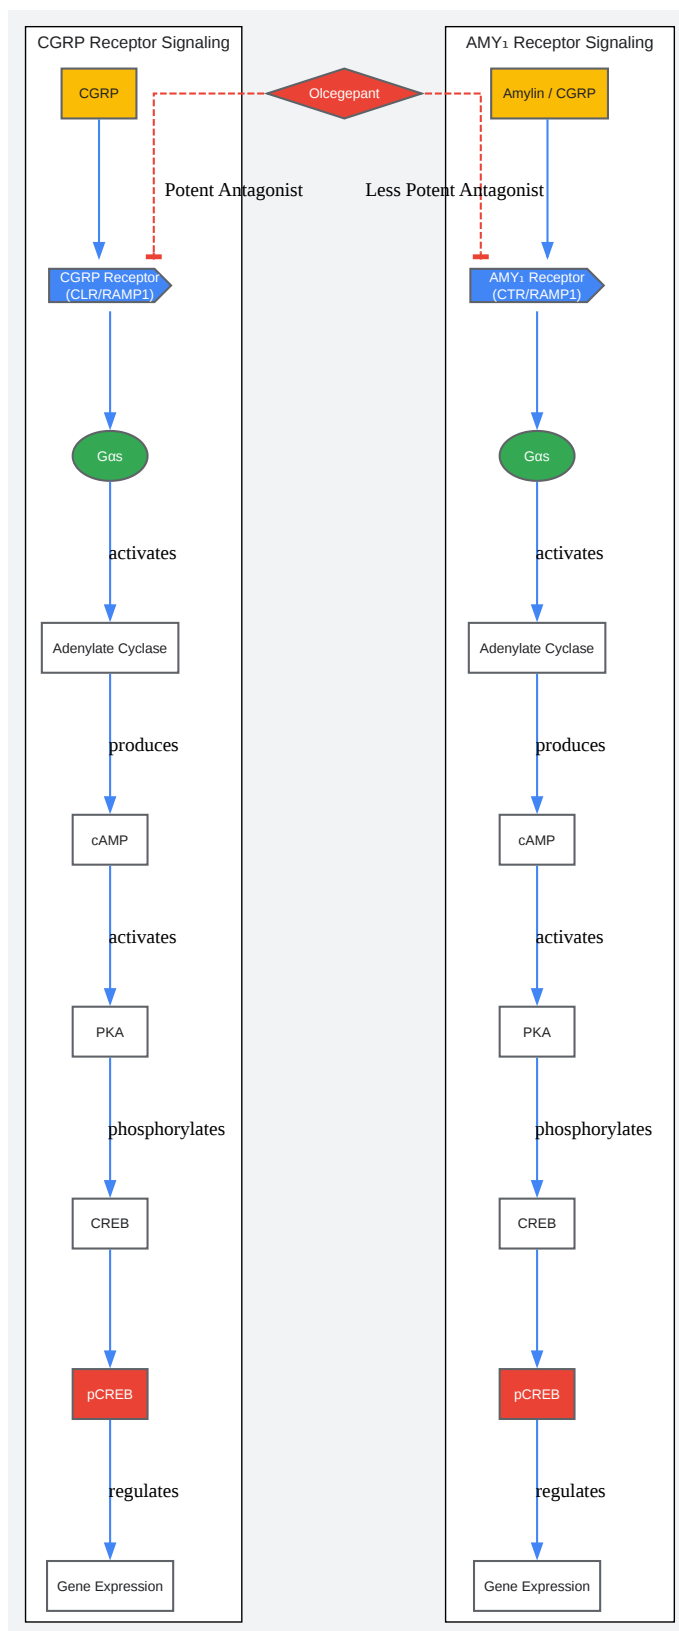 CGRP Receptor Signaling
AMY₁ Receptor Signaling
CGRP
Olcegepant
Amylin / CGRP
Potent Antagonist
Less Potent Antagonist
CGRP Receptor
(CLR/RAMP1)
AMY₁ Receptor
(CTR/RAMP1)
Gαs
Gαs
activates
activates
Adenylate Cyclase
Adenylate Cyclase
produces
produces
cAMP
cAMP
activates
activates
PKA
PKA
phosphorylates
phosphorylates
CREB
CREB
pCREB
pCREB
regulates
regulates
Gene Expression
Gene Expression